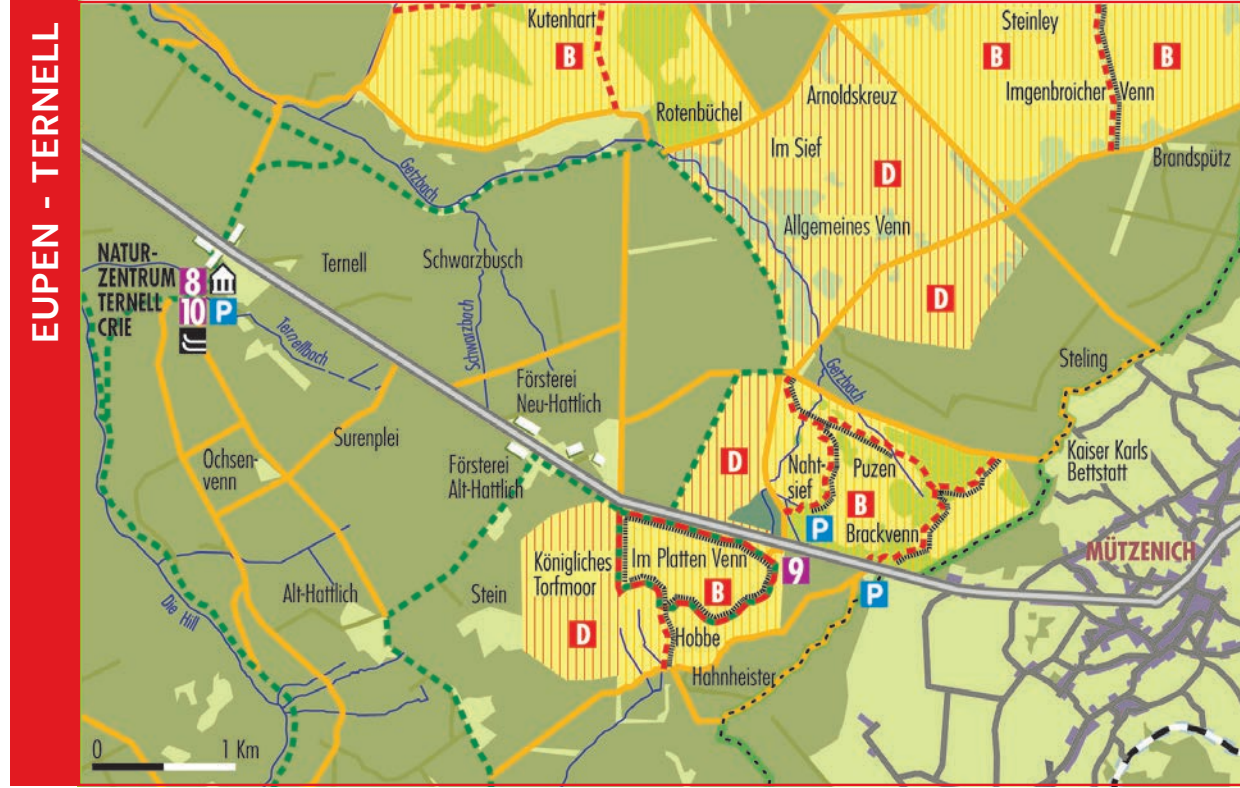 EUPEN - TERNELL
Kutenhart
B
Steinley
B
B
Rotenbüchel
Arnoldskreuz
Imgenbroicher Venn
Im Sief
D
Brandspütz
Getzbach
Allgemeines Venn
NATUR-
ZENTRUM
TERNELL
CRIE
8
10
P
Ternell
Schwarzbusch
D
Ternellbach
Schwarzbach
Steling
Försterei
Neu-Hattlich
Getzbach
Surenplei
Kaiser Karls
Bettstatt
Ochsen-
venn
Försterei
Alt-Hattlich
D
Naht-
sief
Puzen
B
P
Brackvenn
MÜTZENICH
Königliches
Torfmoor
Im Platten Venn
9
B
P
Die Hill
Alt-Hattlich
Stein
D
Hobbe
Hahnheister
0
1 Km